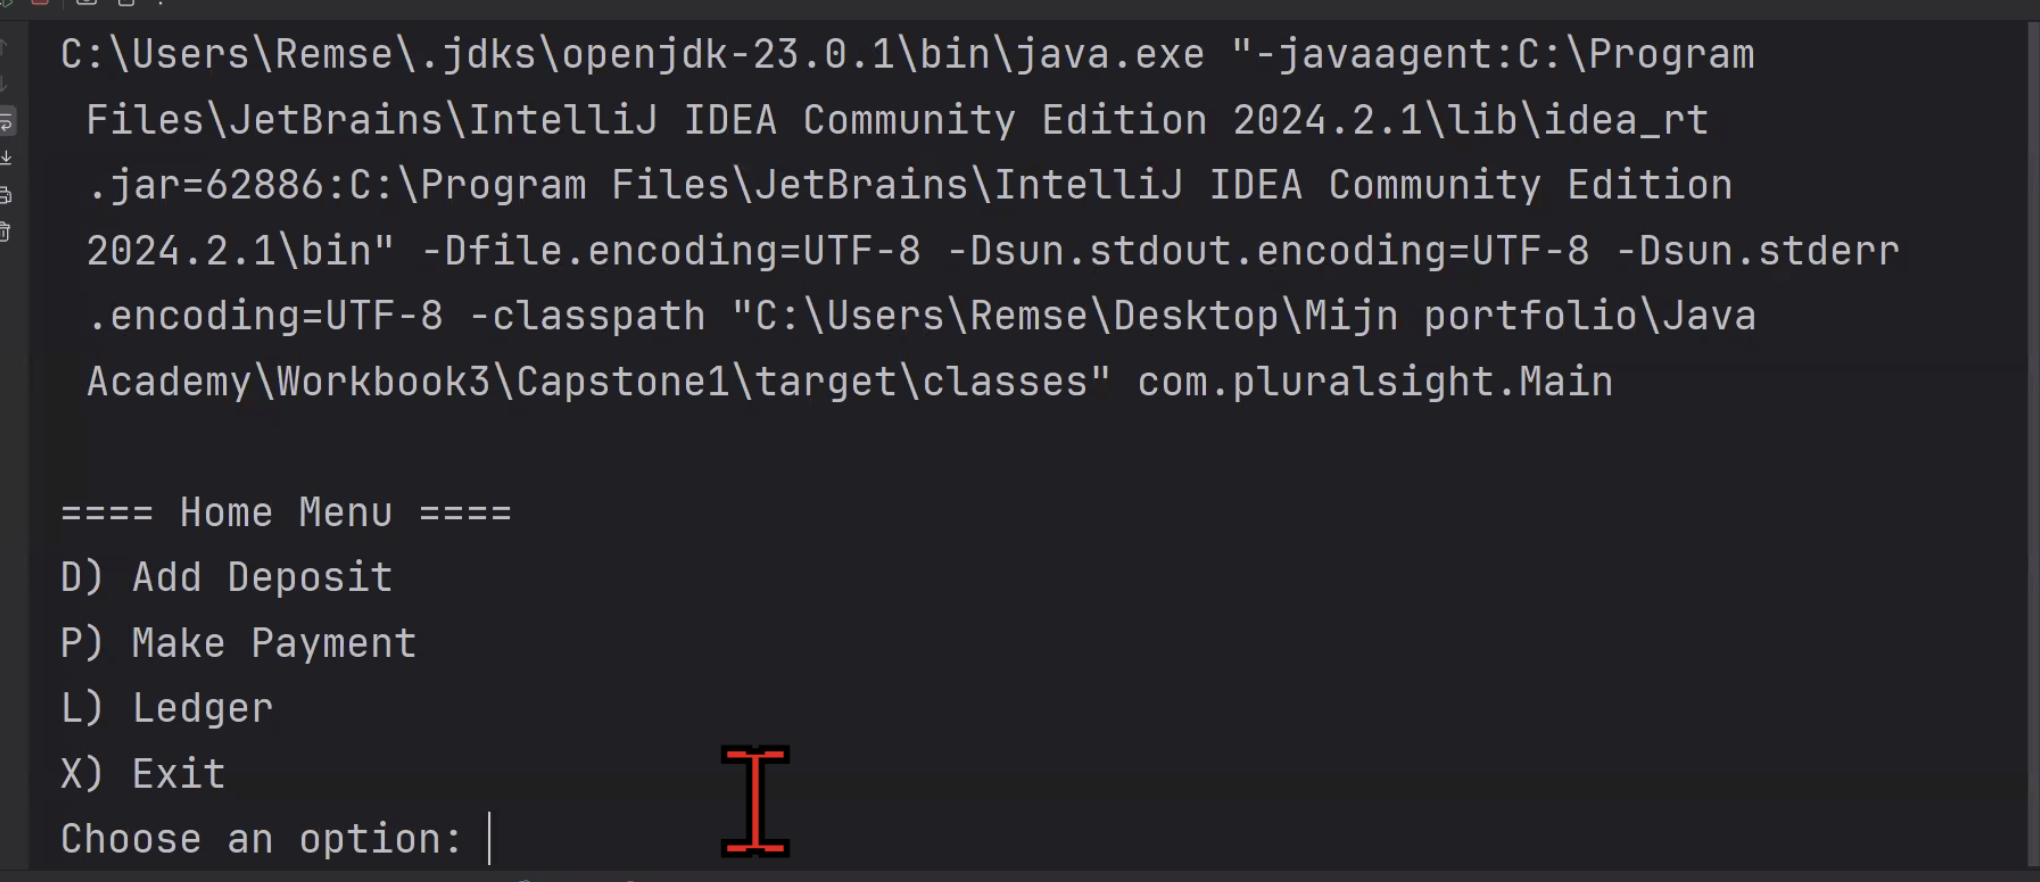 C:\Users\Remse\.jdks\openjdk-23.0.1\bin\java.exe "-javaagent:C:\Program
Files\JetBrains\IntelliJ IDEA Community Edition 2024.2.1\lib\idea_rt
.jar=62886:C:\Program Files\JetBrains\IntelliJ IDEA Community Edition
2024.2.1\bin" -Dfile.encoding=UTF-8 -Dsun.stdout.encoding=UTF-8 -Dsun.stderr
.encoding=UTF-8 -classpath "C:\Users\Remse\Desktop\Mijn portfolio\Java
Academy\Workbook3\Capstone1\target\classes" com.pluralsight.Main
==== Home Menu ====
D) Add Deposit
P) Make Payment
L) Ledger
X) Exit
Choose an option: